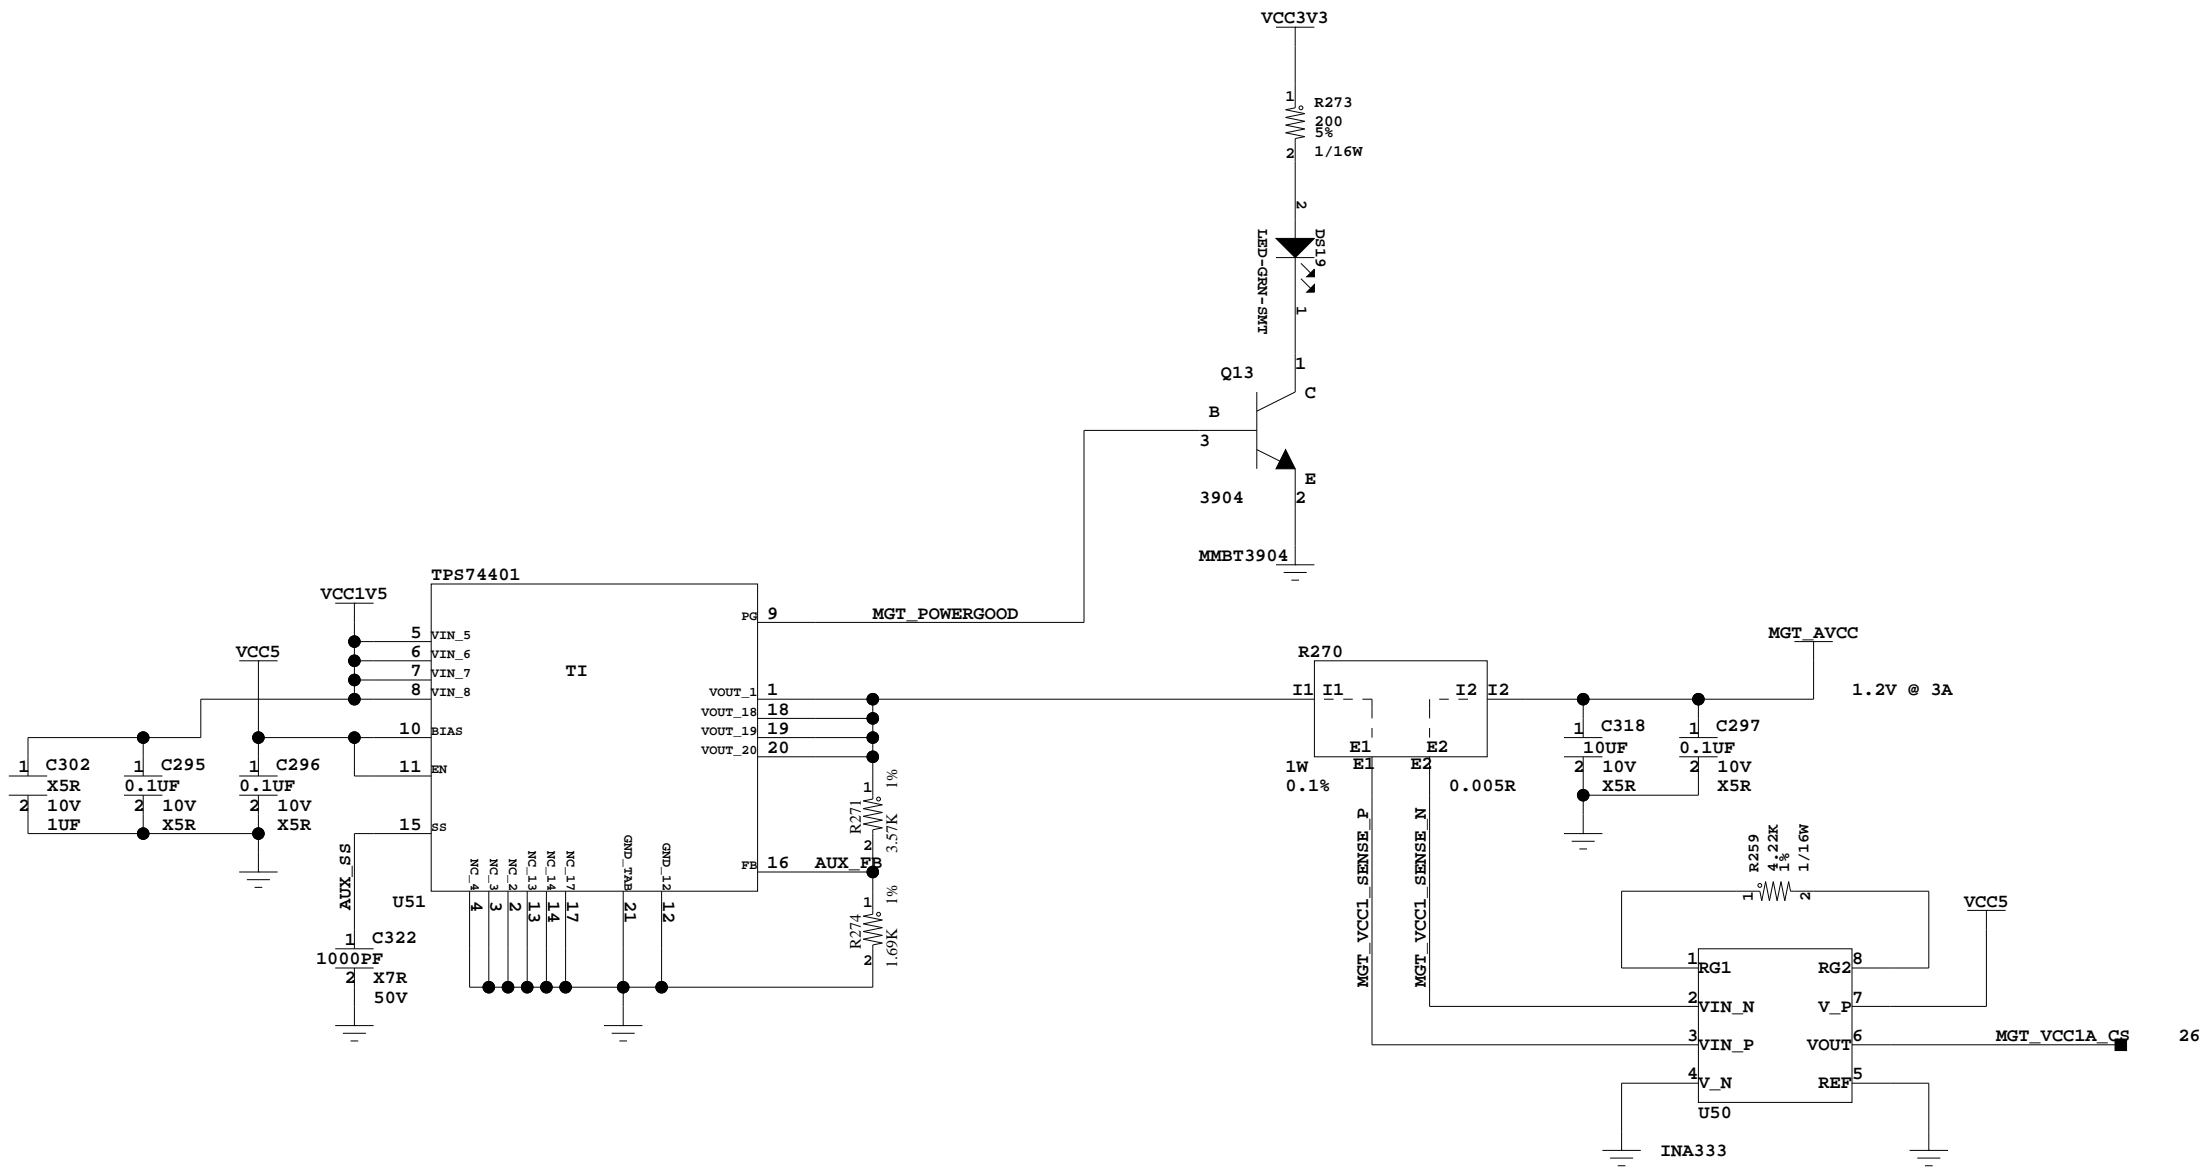 VCC3V3
1
R273
200
5%
2
1/16W
2
DS19
LED-GRN-SMT
1
1
Q13
C
B
3
E
3904
2
MMBT3904
TPS74401
VCC1V5
PG 9
MGT_POWERGOOD
5 VIN_5
6 VIN_6
7 VIN_7
8 VIN_8
VCC5
TI
MGT_AVCC
R270
VOUT_1 1
VOUT_18 18
VOUT_19 19
VOUT_20 20
I1 I1
I2 I2
1.2V @ 3A
10 BIAS
11 EN
15 SS
E1
E2
E1
E2
1W
0.1%
0.005R
1 C318
10UF
2 10V
X5R
1 C297
0.1UF
2 10V
X5R
1 C302
X5R
2 10V
1UF
1 C295
0.1UF
2 10V
X5R
1 C296
0.1UF
2 10V
X5R
1
R271
1%
3.57K
2
FB 16
AUX_FB
1
R274
1%
1.69K
2
AUX_SS
NC_4
NC_3
NC_2
NC_13
NC_14
NC_17
GND_TAB
GND_12
U51
4
3
2
13
14
17
21
12
1 C322
1000PF
2 X7R
50V
MGT_VCC1_SENSE_P
MGT_VCC1_SENSE_N
R259
4.22K
1%
1/16W
1
2
VCC5
1 RG1
RG2 8
2 VIN_N
V_P 7
3 VIN_P
VOUT 6
MGT_VCC1A_CS
26
4 V_N
REF 5
U50
INA333